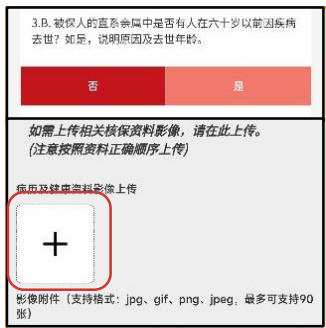 3.B. 被保人的直系亲属中是否有人在六十岁以前因疾病
去世？如是，说明原因及去世年龄。
否
是
如需上传相关核保资料影像，请在此上传。
(注意按照资料正确顺序上传)
病历及健康资料影像上传
影像附件（支持格式：jpg、gif、png、jpeg，最多可支持90
张）